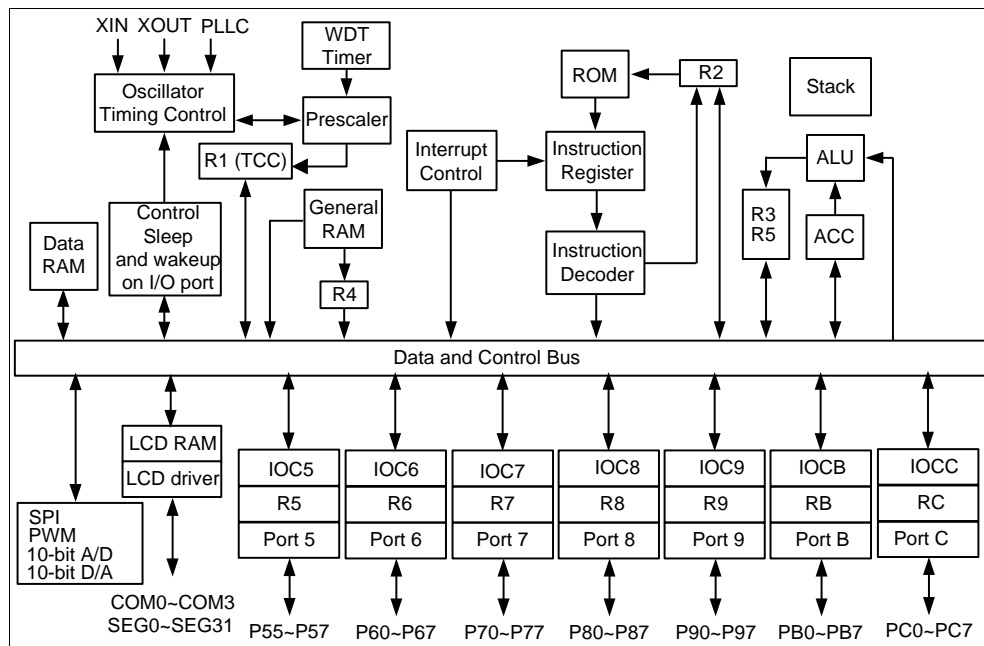 XIN XOUT PLLC
WDT
Timer
Oscillator
Timing Control
Prescaler
R1 (TCC)
ROM
R2
Stack
Interrupt
Control
Instruction
Register
ALU
General
RAM
R3
R5
ACC
Data
RAM
Control
Sleep
and wakeup
on I/O port
Instruction
Decoder
R4
Data and Control Bus
LCD RAM
LCD driver
SPI
PWM
10-bit A/D
10-bit D/A
COM0~COM3
SEG0~SEG31
IOC5
R5
Port 5
P55~P57
IOC6
R6
Port 6
P60~P67
IOC7
R7
Port 7
P70~P77
IOC8
R8
Port 8
P80~P87
IOC9
R9
Port 9
P90~P97
IOCB
RB
Port B
PB0~PB7
IOCC
RC
Port C
PC0~PC7